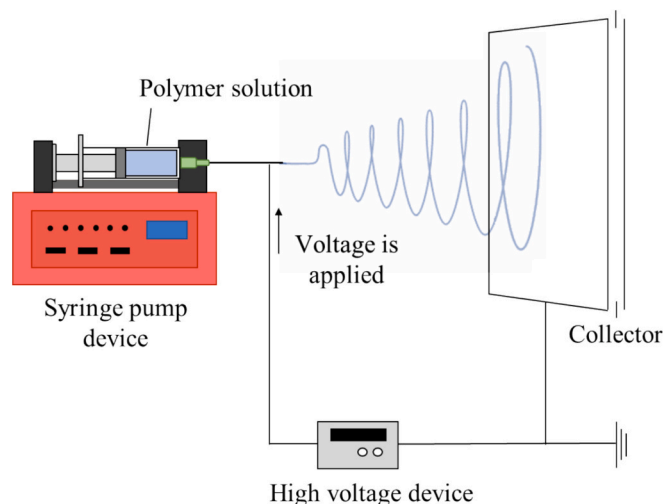 Polymer solution
Voltage is
applied
Syringe pump
device
Collector
High voltage device